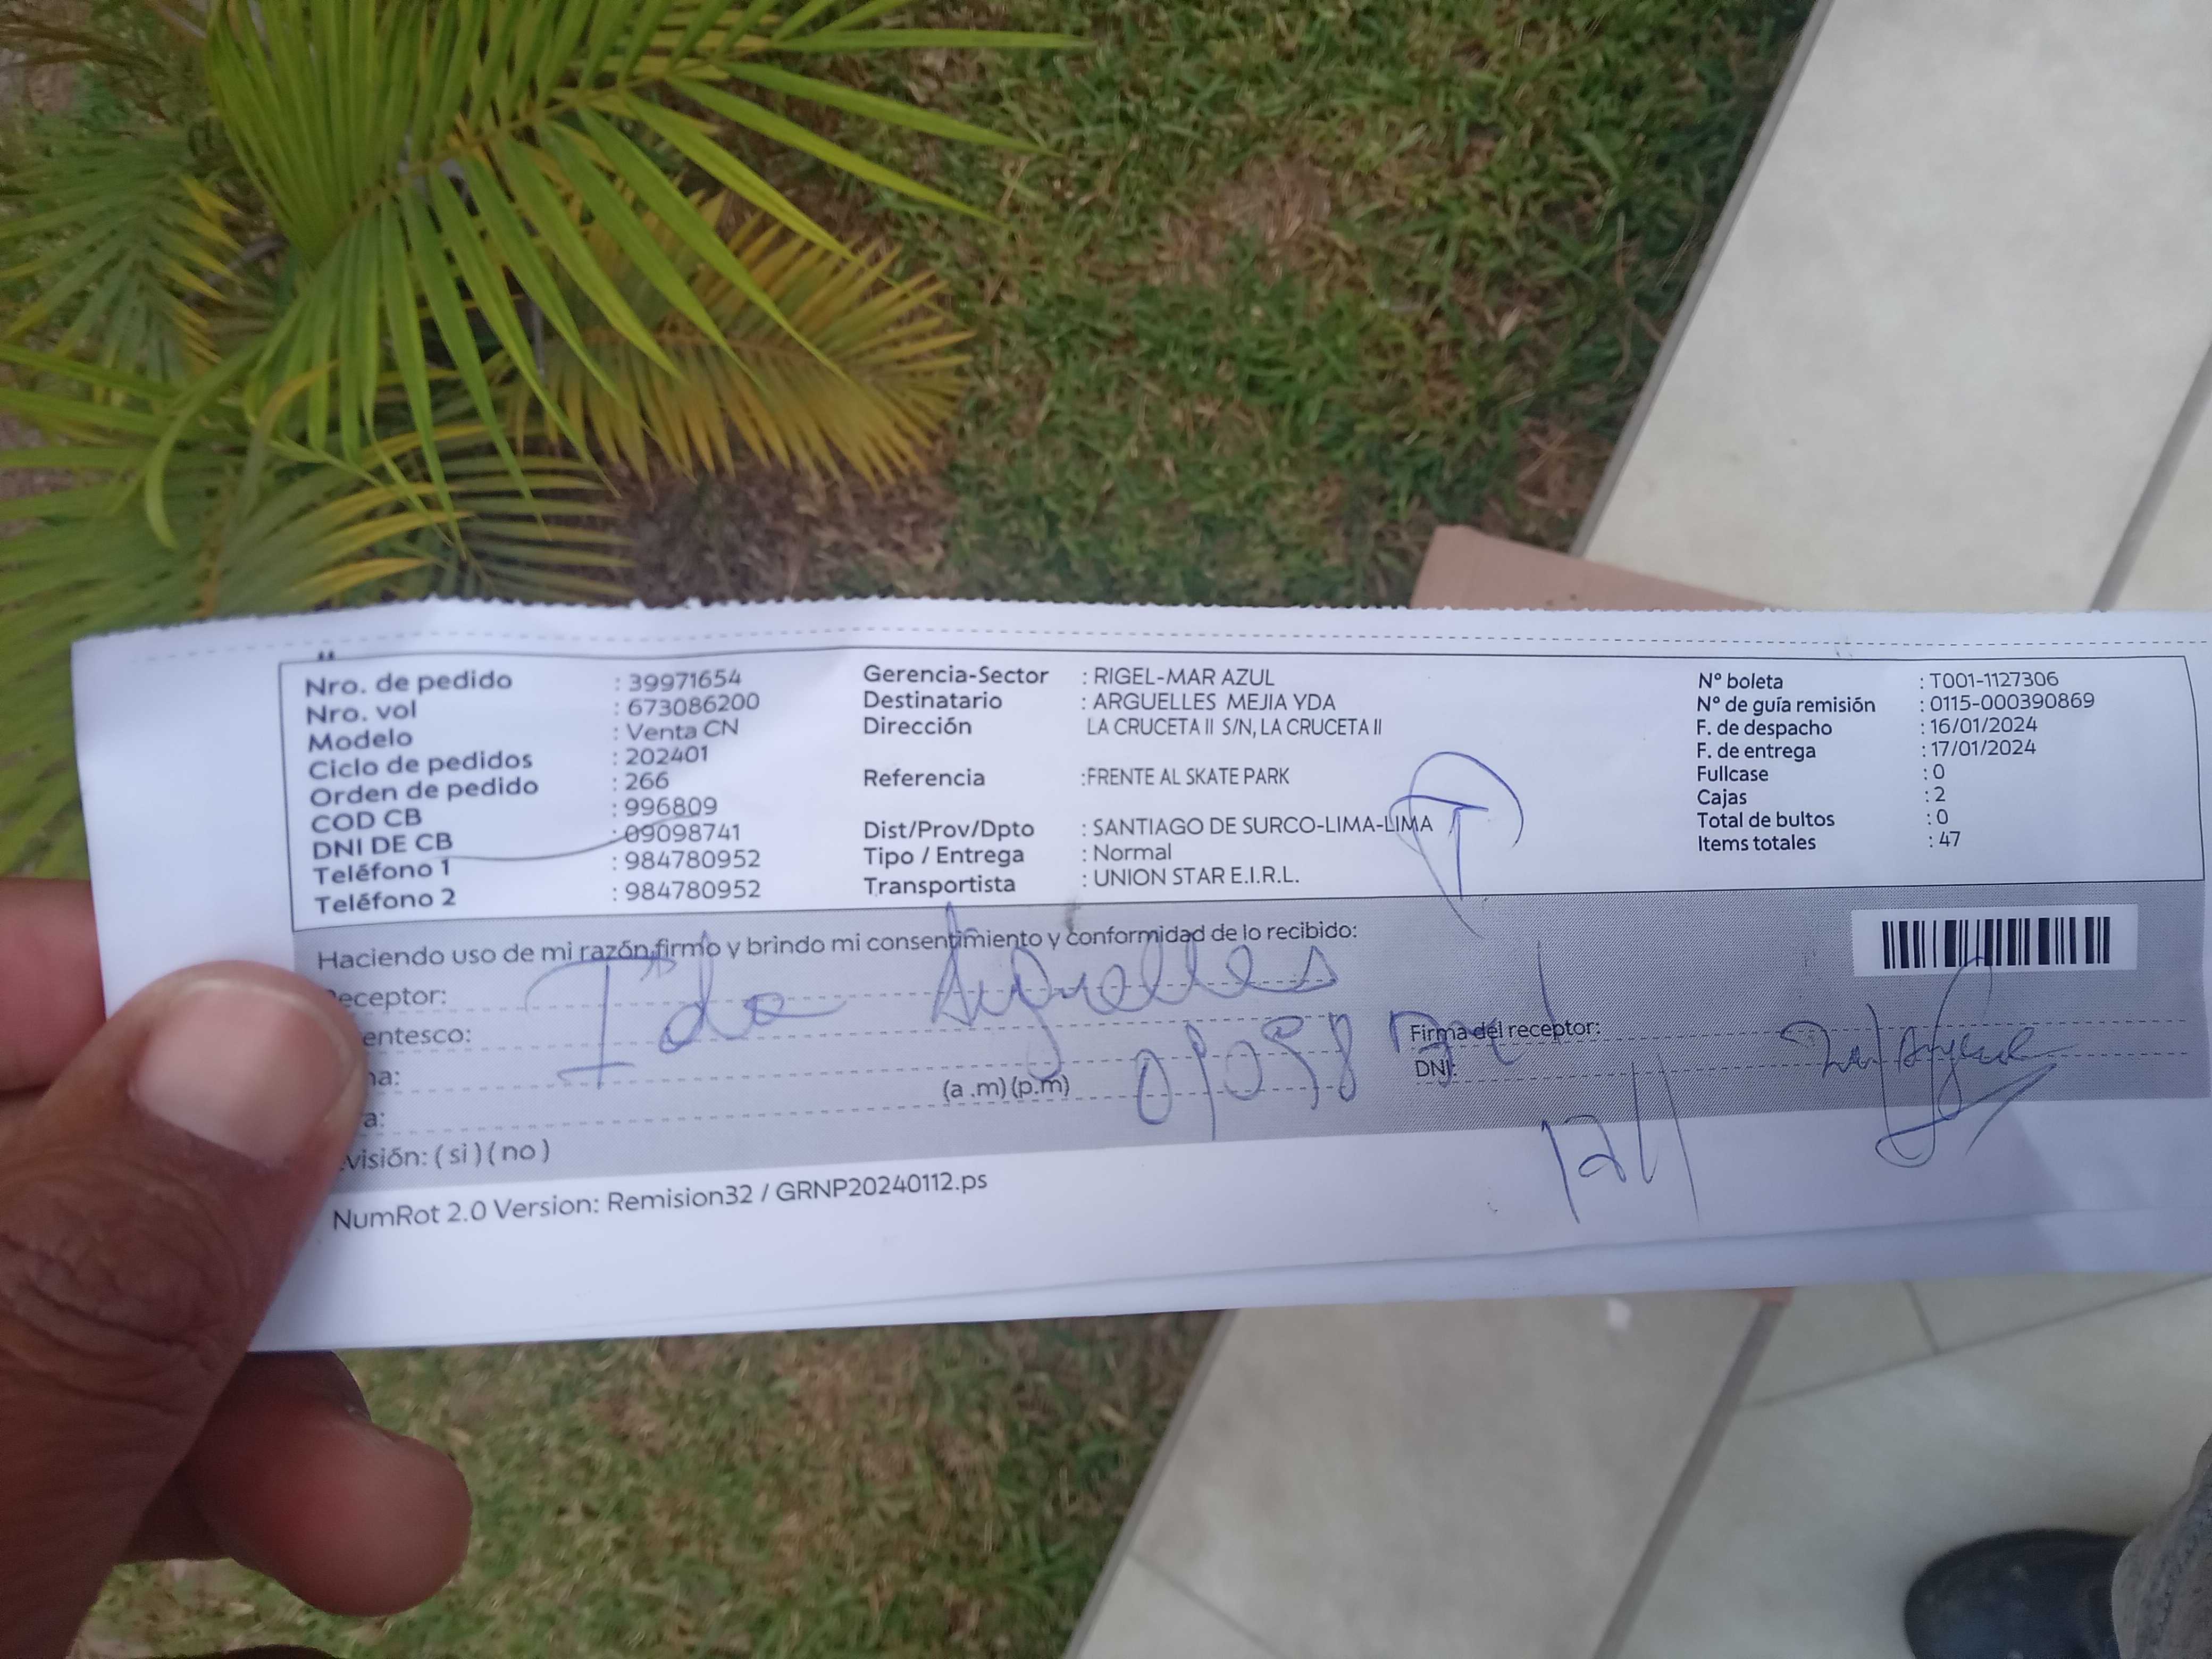 Nro. de pedido : 39971654
Nro. vol : 673086200
Modelo : Venta CN
Ciclo de pedidos : 202401
Orden de pedido : 266
COD CB : 996809
DNI DE CB : 09098741
Teléfono 1 : 984780952
Teléfono 2 : 984780952
Gerencia-Sector : RIGEL-MAR AZUL
Destinatario : ARGUELLES MEJIA YDA
Dirección LA CRUCETA II S/N, LA CRUCETA II
Referencia :FRENTE AL SKATE PARK
Dist/Prov/Dpto : SANTIAGO DE SURCO-LIMA-LIMA
Tipo / Entrega : Normal
Transportista : UNION STAR E.I.R.L.
Nº boleta : T001-1127306
Nº de guía remisión : 0115-000390869
F. de despacho : 16/01/2024
F. de entrega : 17/01/2024
Fullcase : 0
Cajas : 2
Total de bultos : 0
Items totales : 47
Haciendo uso de mi razón,firmo y brindo mi consentimiento y conformidad de lo recibido:
eceptor: Ida Arguelles
entesco:
na: (a .m) (p.m) 09098
a:
visión: ( si ) ( no )
Firma del receptor:
DNI:
NumRot 2.0 Version: Remision32 / GRNP20240112.ps